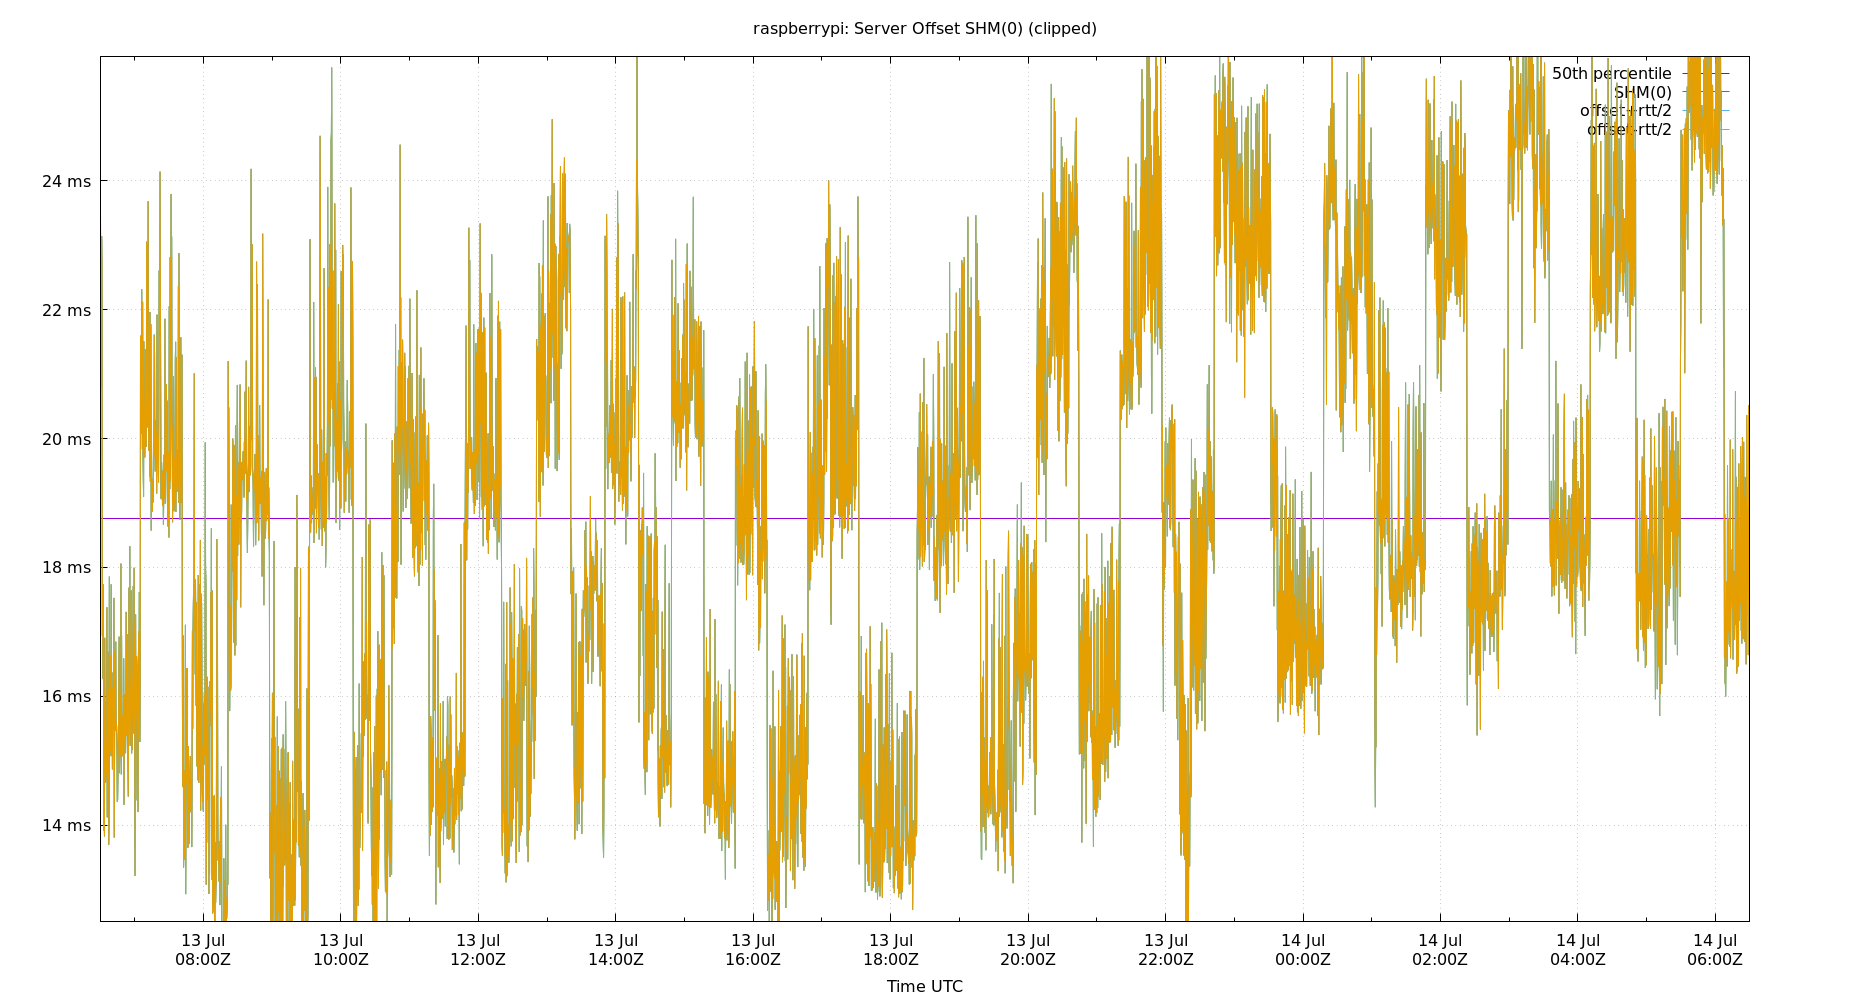 raspberrypi: Server Offset SHM(0) (clipped)
50th percentile
SHM(0)
offset+rtt/2
offset-rtt/2
24 ms
22 ms
20 ms
18 ms
16 ms
14 ms
13 Jul 13 Jul 13 Jul 13 Jul 13 Jul 13 Jul 13 Jul 13 Jul 14 Jul 14 Jul 14 Jul 14 Jul
08:00Z 10:00Z 12:00Z 14:00Z 16:00Z 18:00Z 20:00Z 22:00Z 00:00Z 02:00Z 04:00Z 06:00Z
Time UTC